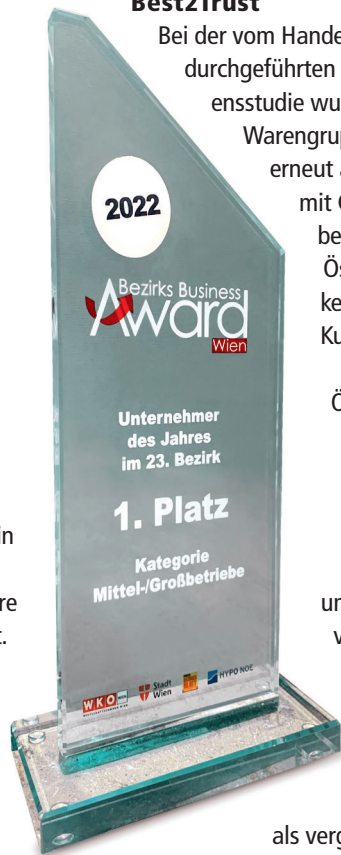 Best2Trust
Bei der vom Hande
durchgeführten
ensstudie wu
Warengrup
erneut a
mit
be
Ös
ke
Ku
in
re
t.
un
v
als verg
2022
Bezirks Business
Award
Wien
Unternehmer
des Jahres
im 23. Bezirk
1. Platz
Kategorie
Mittel-/Großbetriebe
WKO WIEN
Stadt
Wien
HYPO NOE